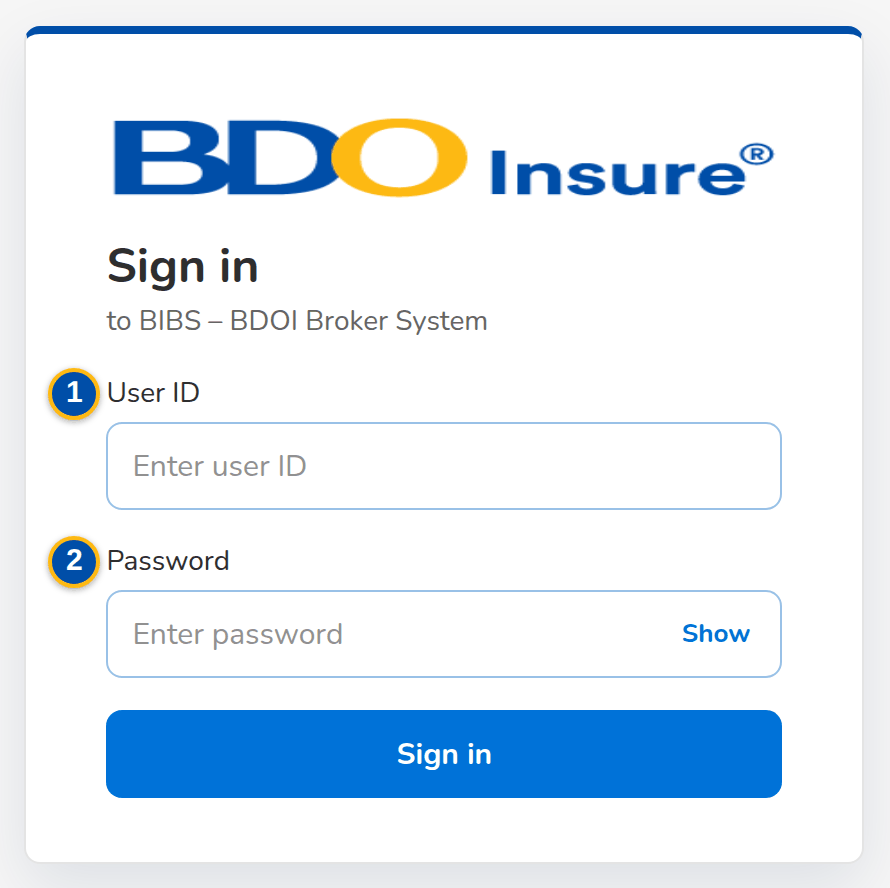 BDO Insure®
Sign in
to BIBS – BDOI Broker System
1 User ID
Enter user ID
2 Password
Enter password Show
Sign in